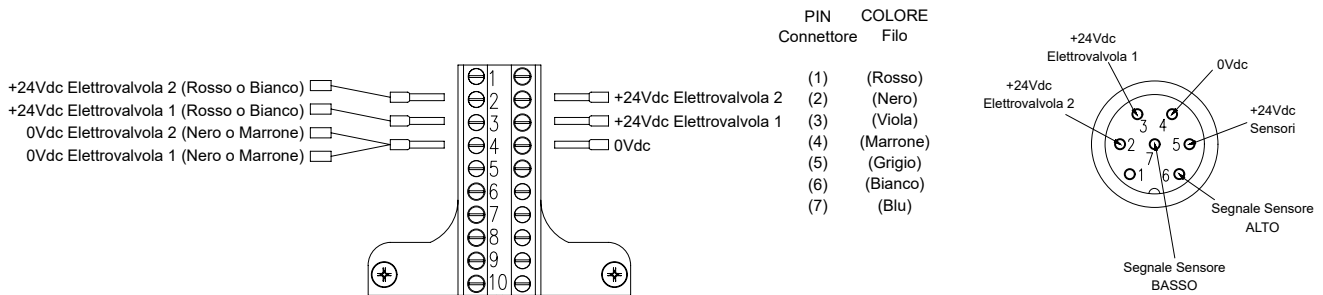 +24Vdc Elettrovalvola 2 (Rosso o Bianco)
+24Vdc Elettrovalvola 1 (Rosso o Bianco)
0Vdc Elettrovalvola 2 (Nero o Marrone)
0Vdc Elettrovalvola 1 (Nero o Marrone)
1
2
3
4
5
6
7
8
9
10
+24Vdc Elettrovalvola 2
+24Vdc Elettrovalvola 1
0Vdc
PIN COLORE
Connettore Filo
(1) (Rosso)
(2) (Nero)
(3) (Viola)
(4) (Marrone)
(5) (Grigio)
(6) (Bianco)
(7) (Blu)
+24Vdc
Elettrovalvola 1
0Vdc
+24Vdc
Elettrovalvola 2
+24Vdc
Sensori
3 4
2 5
7
1 6
Segnale Sensore
ALTO
Segnale Sensore
BASSO